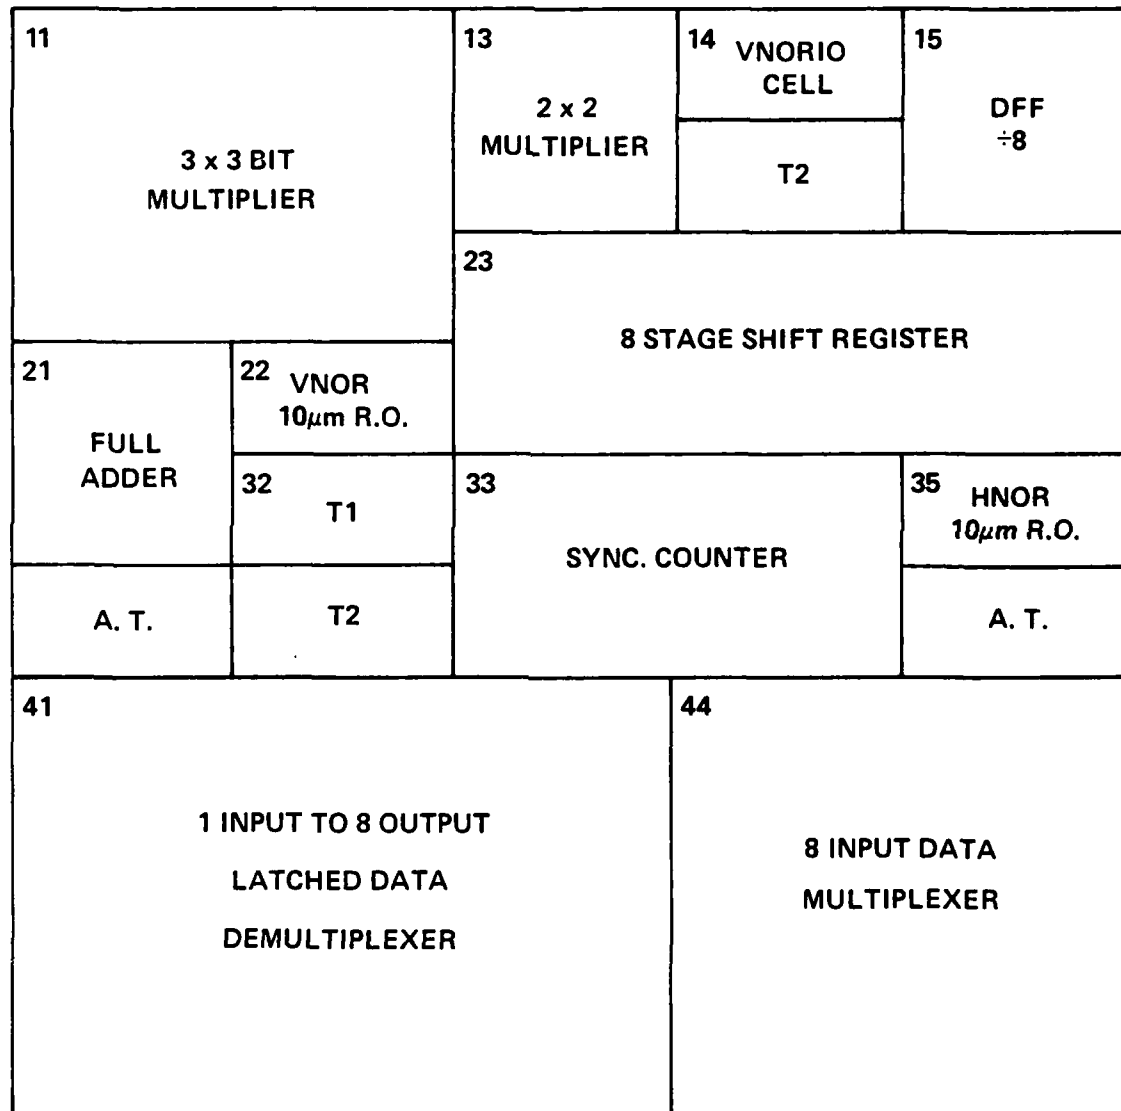 11
3 x 3 BIT
MULTIPLIER
13
2 x 2
MULTIPLIER
14 VNORIO
CELL
T2
15
DFF
÷8
23
8 STAGE SHIFT REGISTER
21
FULL
ADDER
22 VNOR
10μm R.O.
32
T1
33
SYNC. COUNTER
35 HNOR
10μm R.O.
A. T.
T2
A. T.
41
1 INPUT TO 8 OUTPUT
LATCHED DATA
DEMULTIPLEXER
44
8 INPUT DATA
MULTIPLEXER